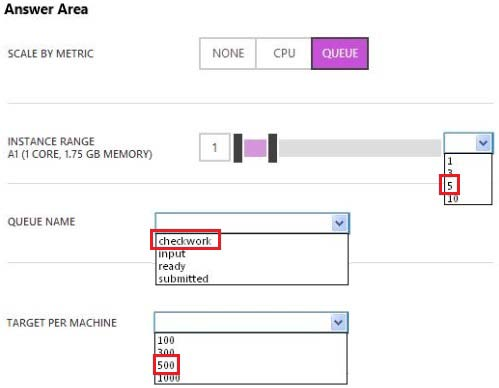 Answer Area
SCALE BY METRIC NONE CPU QUEUE
INSTANCE RANGE
A1 (1 CORE, 1.75 GB MEMORY)
1
1
3
5
10
QUEUE NAME
checkwork
input
ready
submitted
TARGET PER MACHINE
100
300
500
1000